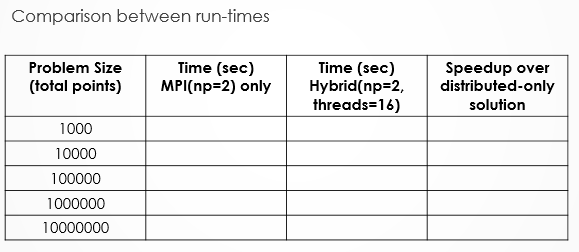 Comparison between run-times
Problem Size
(total points)
Time (sec)
MPI(np=2) only
Time (sec)
Hybrid(np=2,
threads=16)
Speedup over
distributed-only
solution
1000
10000
100000
1000000
10000000